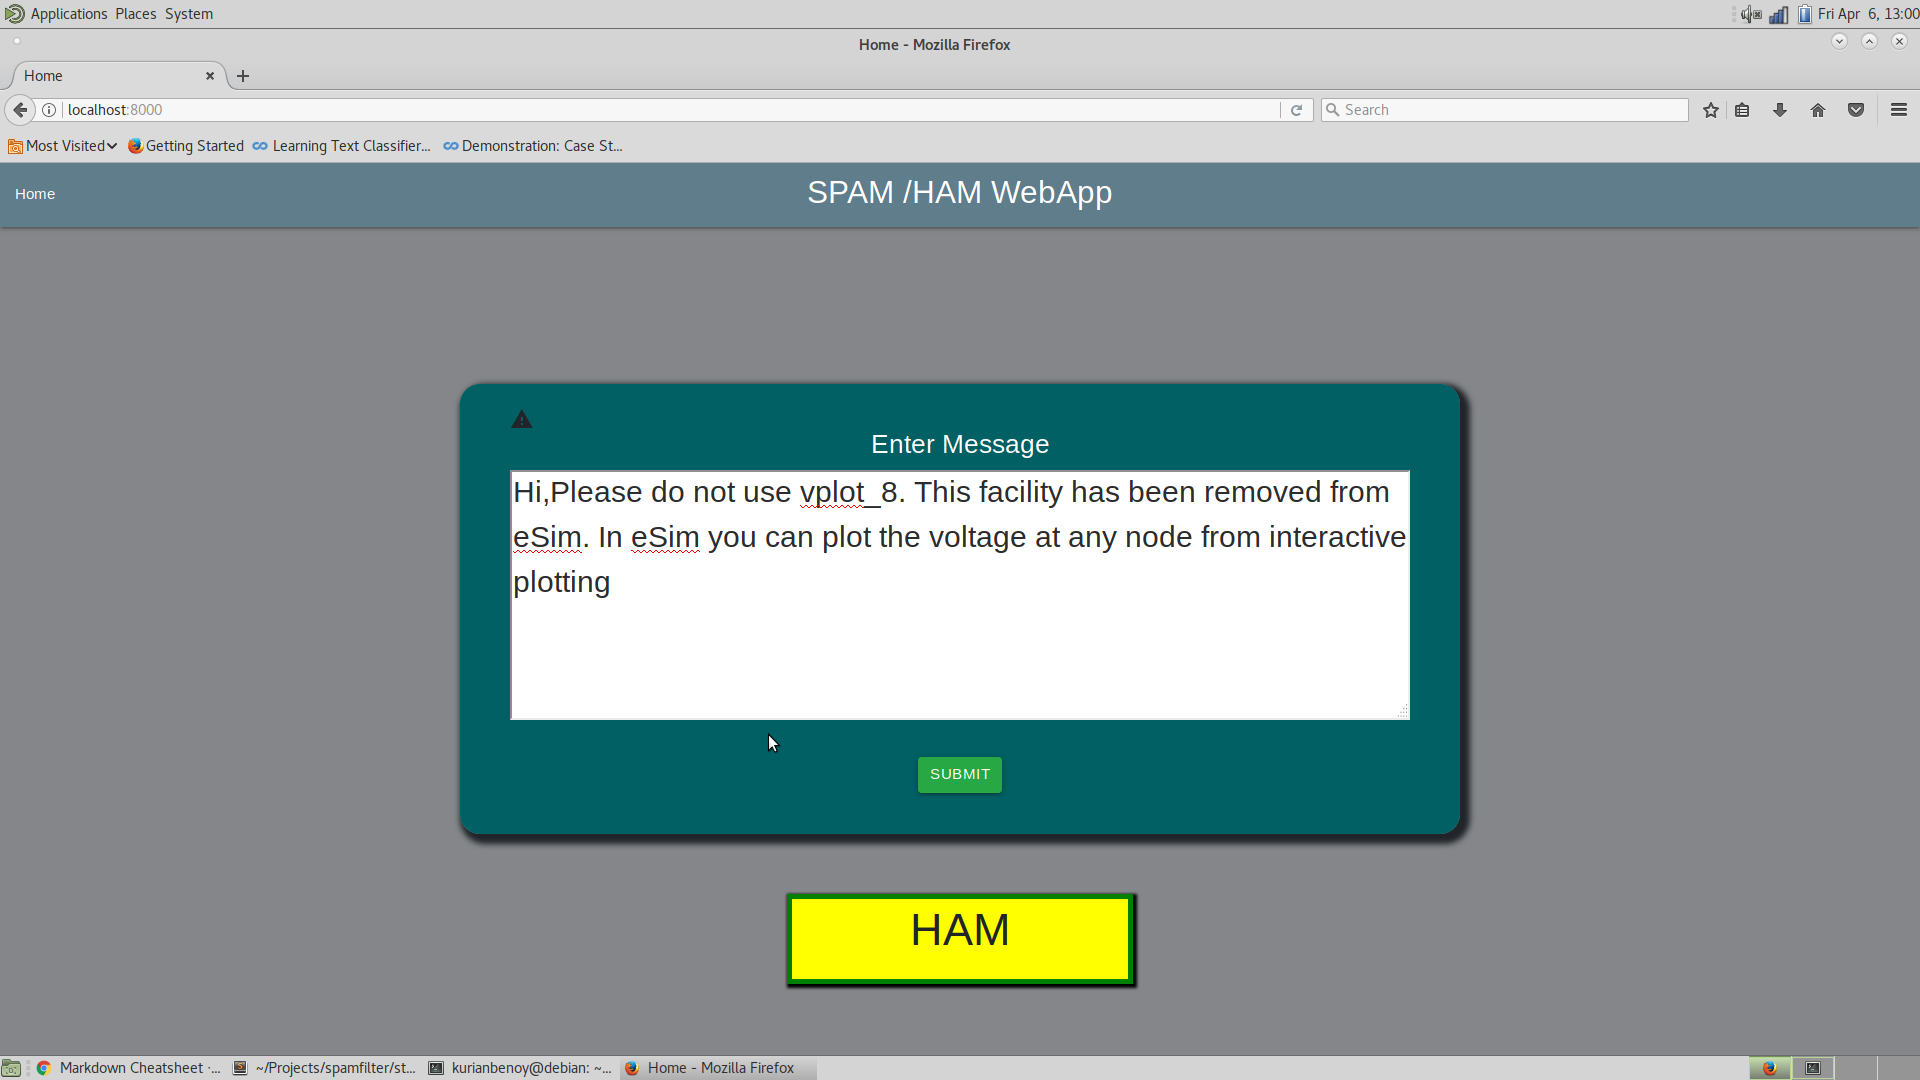 Applications Places System
Fri Apr 6, 13:00
Home - Mozilla Firefox
Home
localhost:8000
Search
Most Visited Getting Started Learning Text Classifier... Demonstration: Case St...
Home
SPAM /HAM WebApp
Enter Message
Hi,Please do not use vplot_8. This facility has been removed from
eSim. In eSim you can plot the voltage at any node from interactive
plotting
SUBMIT
HAM
Markdown Cheatsheet ·... ~/Projects/spamfilter/st... kurianbenoy@debian: ~... Home - Mozilla Firefox